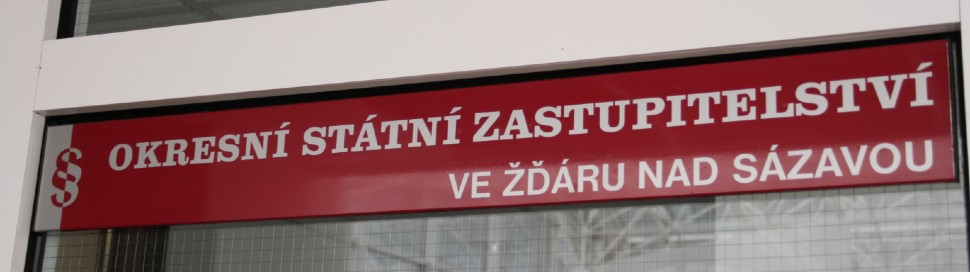 § OKRESNÍ STÁTNÍ ZASTUPITELSTVÍ
VE ŽĎÁRU NAD SÁZAVOU